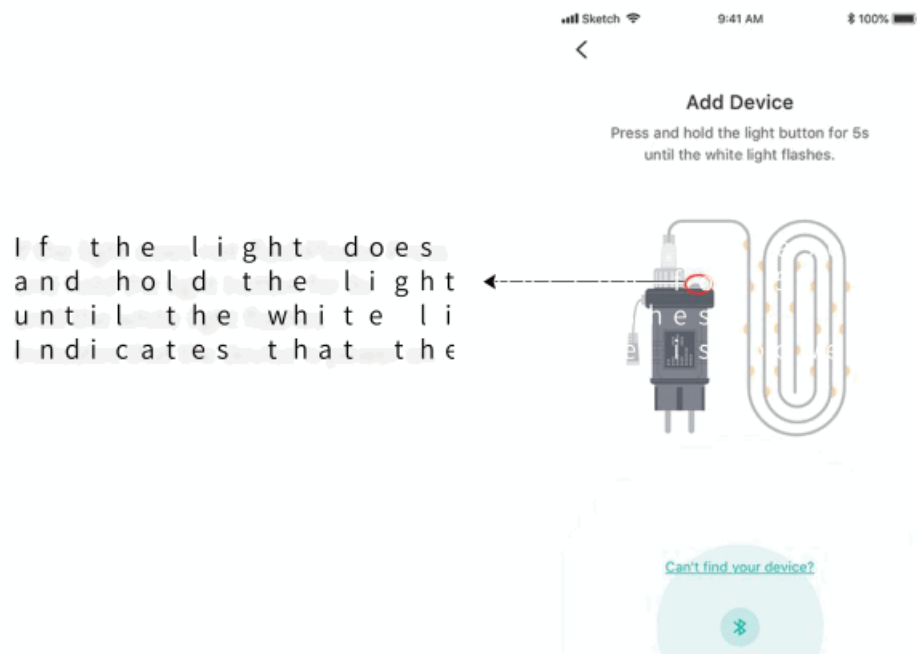 Sketch 9:41 AM 100%
Add Device
Press and hold the light button for 5s
until the white light flashes.
If the light does
and hold the light
until the white li
Indicates that the
hes
e is
Can't find your device?